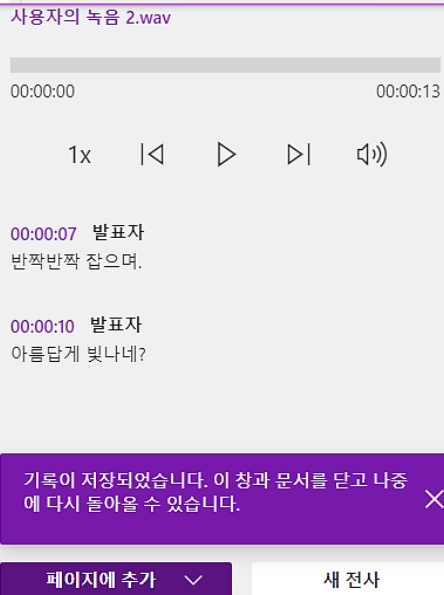 사용자의 녹음 2.wav
00:00:00 00:00:13
1x
00:00:07 발표자
반짝반짝 잡으며.
00:00:10 발표자
아름답게 빛나네?
기록이 저장되었습니다. 이 창과 문서를 닫고 나중
에 다시 돌아올 수 있습니다.
페이지에 추가 새 전사